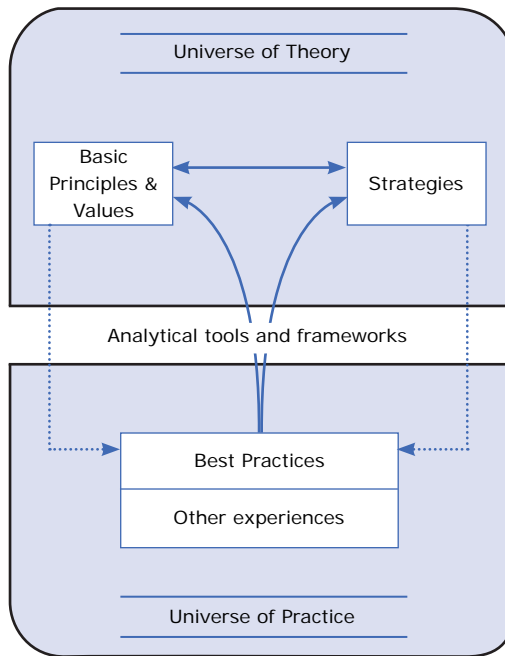 Universe of Theory
Basic
Principles &
Values
Strategies
Analytical tools and frameworks
Best Practices
Other experiences
Universe of Practice